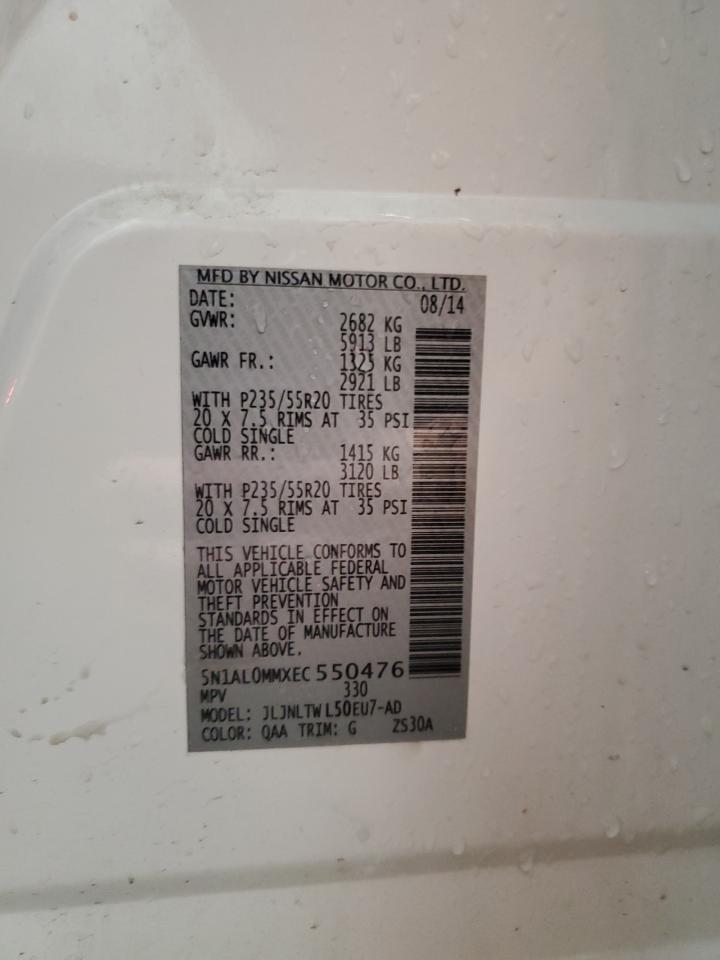 MFD BY NISSAN MOTOR CO., LTD.
DATE: 08/14
GVWR: 2682 KG
5913 LB
GAWR FR.: 1325 KG
2921 LB
WITH P235/55R20 TIRES
20 X 7.5 RIMS AT 35 PSI
COLD SINGLE
GAWR RR.: 1415 KG
3120 LB
WITH P235/55R20 TIRES
20 X 7.5 RIMS AT 35 PSI
COLD SINGLE
THIS VEHICLE CONFORMS TO
ALL APPLICABLE FEDERAL
MOTOR VEHICLE SAFETY AND
THEFT PREVENTION
STANDARDS IN EFFECT ON
THE DATE OF MANUFACTURE
SHOWN ABOVE.
5N1AL0MMXEC550476
MPV 330
MODEL: JLJNLTWL50EU7-AD
COLOR: QAA TRIM: G ZS30A